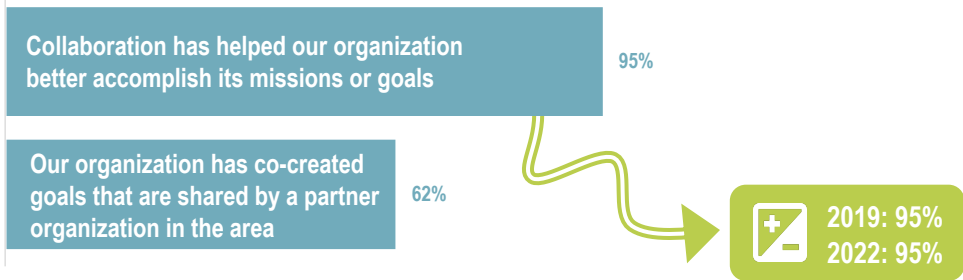 Collaboration has helped our organization
better accomplish its missions or goals
95%
Our organization has co-created
goals that are shared by a partner
organization in the area
62%
2019: 95%
2022: 95%